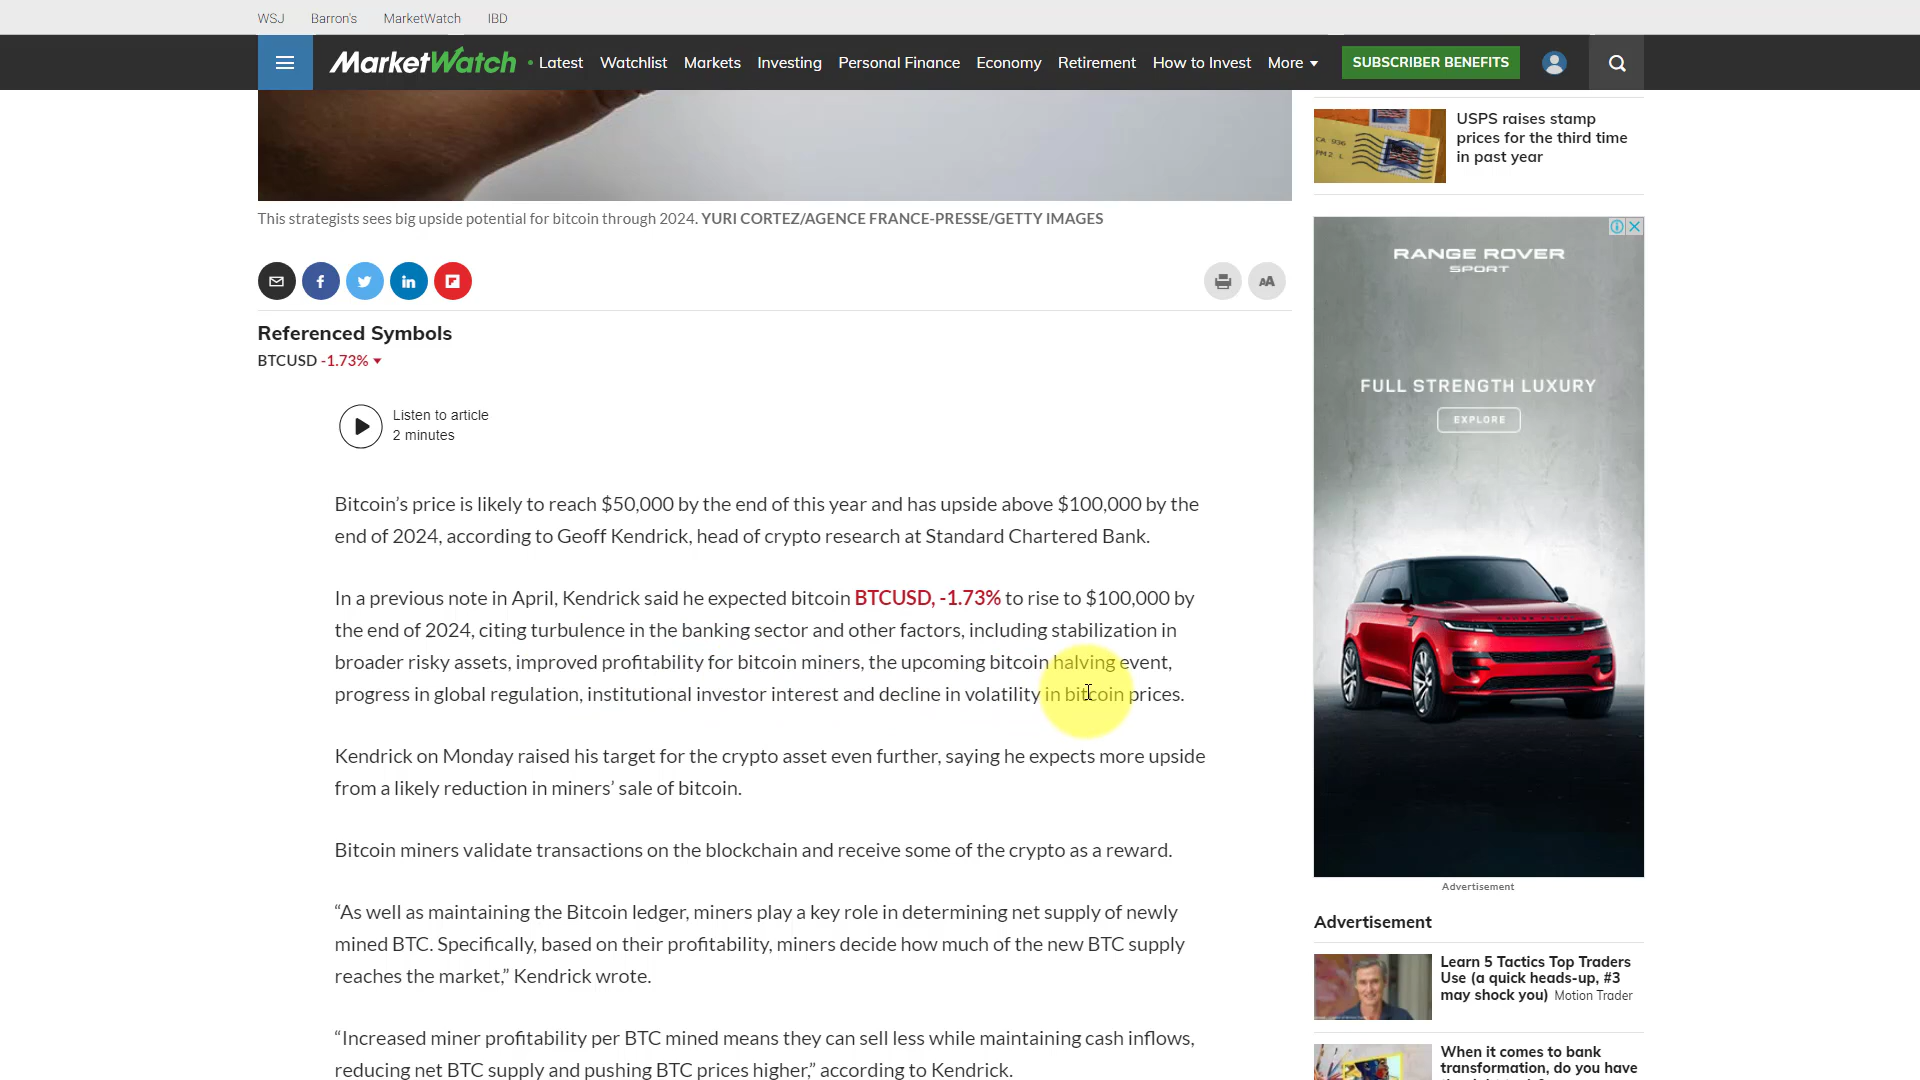 WSJ Barron's MarketWatch IBD
MarketWatch • Latest Watchlist Markets Investing Personal Finance Economy Retirement How to Invest More SUBSCRIBER BENEFITS
This strategists sees big upside potential for bitcoin through 2024. YURI CORTEZ/AGENCE FRANCE-PRESSE/GETTY IMAGES
f in AA
Referenced Symbols
BTCUSD -1.73%
Listen to article
2 minutes
Bitcoin’s price is likely to reach $50,000 by the end of this year and has upside above $100,000 by the
end of 2024, according to Geoff Kendrick, head of crypto research at Standard Chartered Bank.
In a previous note in April, Kendrick said he expected bitcoin BTCUSD, -1.73% to rise to $100,000 by
the end of 2024, citing turbulence in the banking sector and other factors, including stabilization in
broader risky assets, improved profitability for bitcoin miners, the upcoming bitcoin halving event,
progress in global regulation, institutional investor interest and decline in volatility in bitcoin prices.
Kendrick on Monday raised his target for the crypto asset even further, saying he expects more upside
from a likely reduction in miners’ sale of bitcoin.
Bitcoin miners validate transactions on the blockchain and receive some of the crypto as a reward.
“As well as maintaining the Bitcoin ledger, miners play a key role in determining net supply of newly
mined BTC. Specifically, based on their profitability, miners decide how much of the new BTC supply
reaches the market,” Kendrick wrote.
“Increased miner profitability per BTC mined means they can sell less while maintaining cash inflows,
reducing net BTC supply and pushing BTC prices higher,” according to Kendrick.
CA 936
PM 2 L
USPS raises stamp
prices for the third time
in past year
RANGE ROVER
SPORT
FULL STRENGTH LUXURY
EXPLORE
Advertisement
Advertisement
Learn 5 Tactics Top Traders
Use (a quick heads-up, #3
may shock you) Motion Trader
When it comes to bank
transformation, do you have